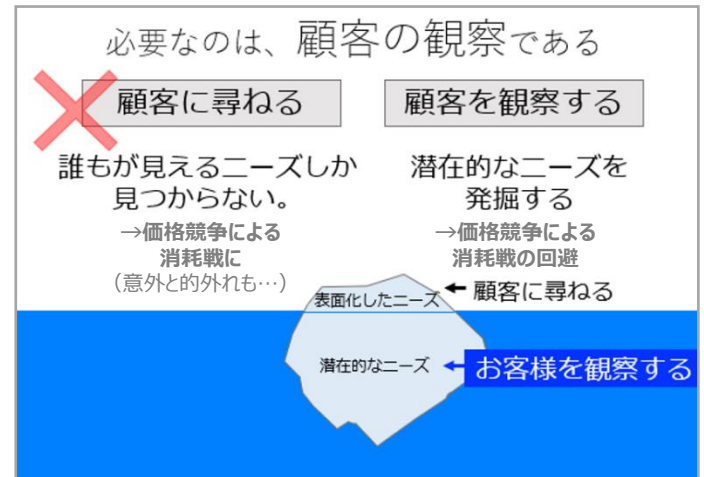 必要なのは、顧客の観察である
顧客に尋ねる
顧客を観察する
誰もが見えるニーズしか
見つからない。
→価格競争による
消耗戦に
（意外と的外れも…）
潜在的なニーズを
発掘する
→価格競争による
消耗戦の回避
表面化したニーズ
← 顧客に尋ねる
潜在的なニーズ
← お客様を観察する